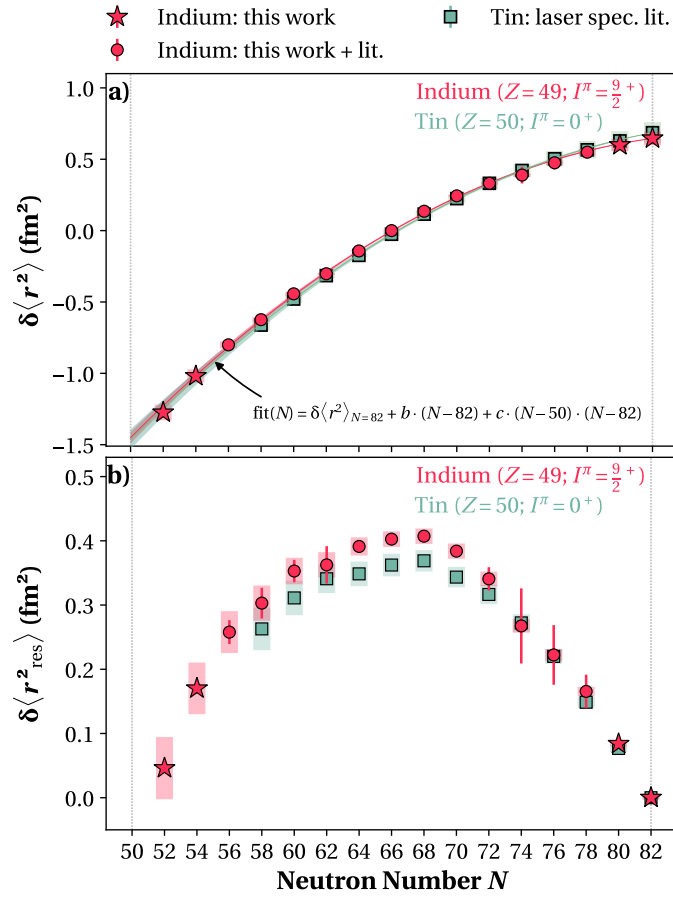 Indium: this work
Tin: laser spec. lit.
Indium: this work + lit.
a)
Indium (Z = 49; I^π = 9/2 ^+)
Tin (Z = 50; I^π = 0^+)
δ⟨r²⟩ (fm²)
1.0
0.5
0.0
−0.5
−1.0
−1.5
fit(N) = δ⟨r²⟩_{N=82} + b · (N−82) + c · (N−50) · (N−82)
b)
Indium (Z = 49; I^π = 9/2 ^+)
Tin (Z = 50; I^π = 0^+)
δ⟨r²_res⟩ (fm²)
0.5
0.4
0.3
0.2
0.1
0.0
50 52 54 56 58 60 62 64 66 68 70 72 74 76 78 80 82
Neutron Number N